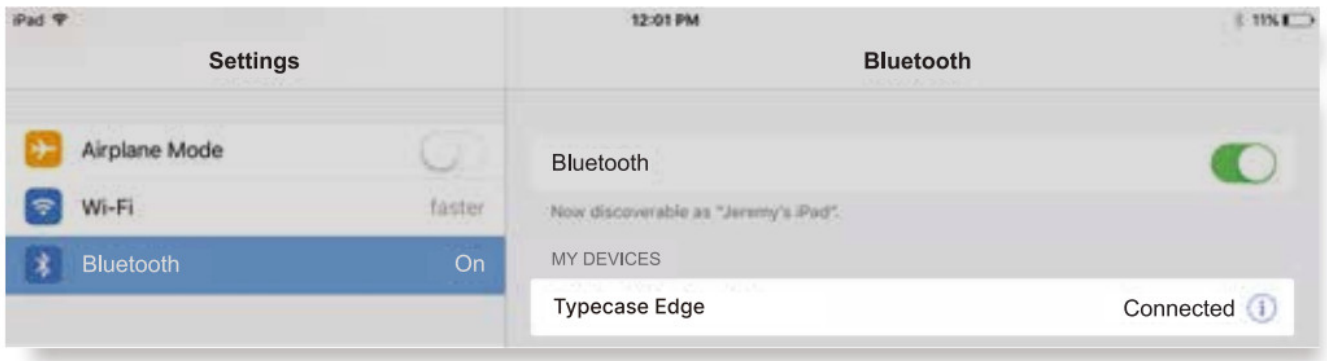 iPad 12:01 PM 11%
Settings
Bluetooth
Airplane Mode
Wi-Fi faster
Bluetooth On
Bluetooth
Now discoverable as "Jeremy's iPad".
MY DEVICES
Typecase Edge Connected